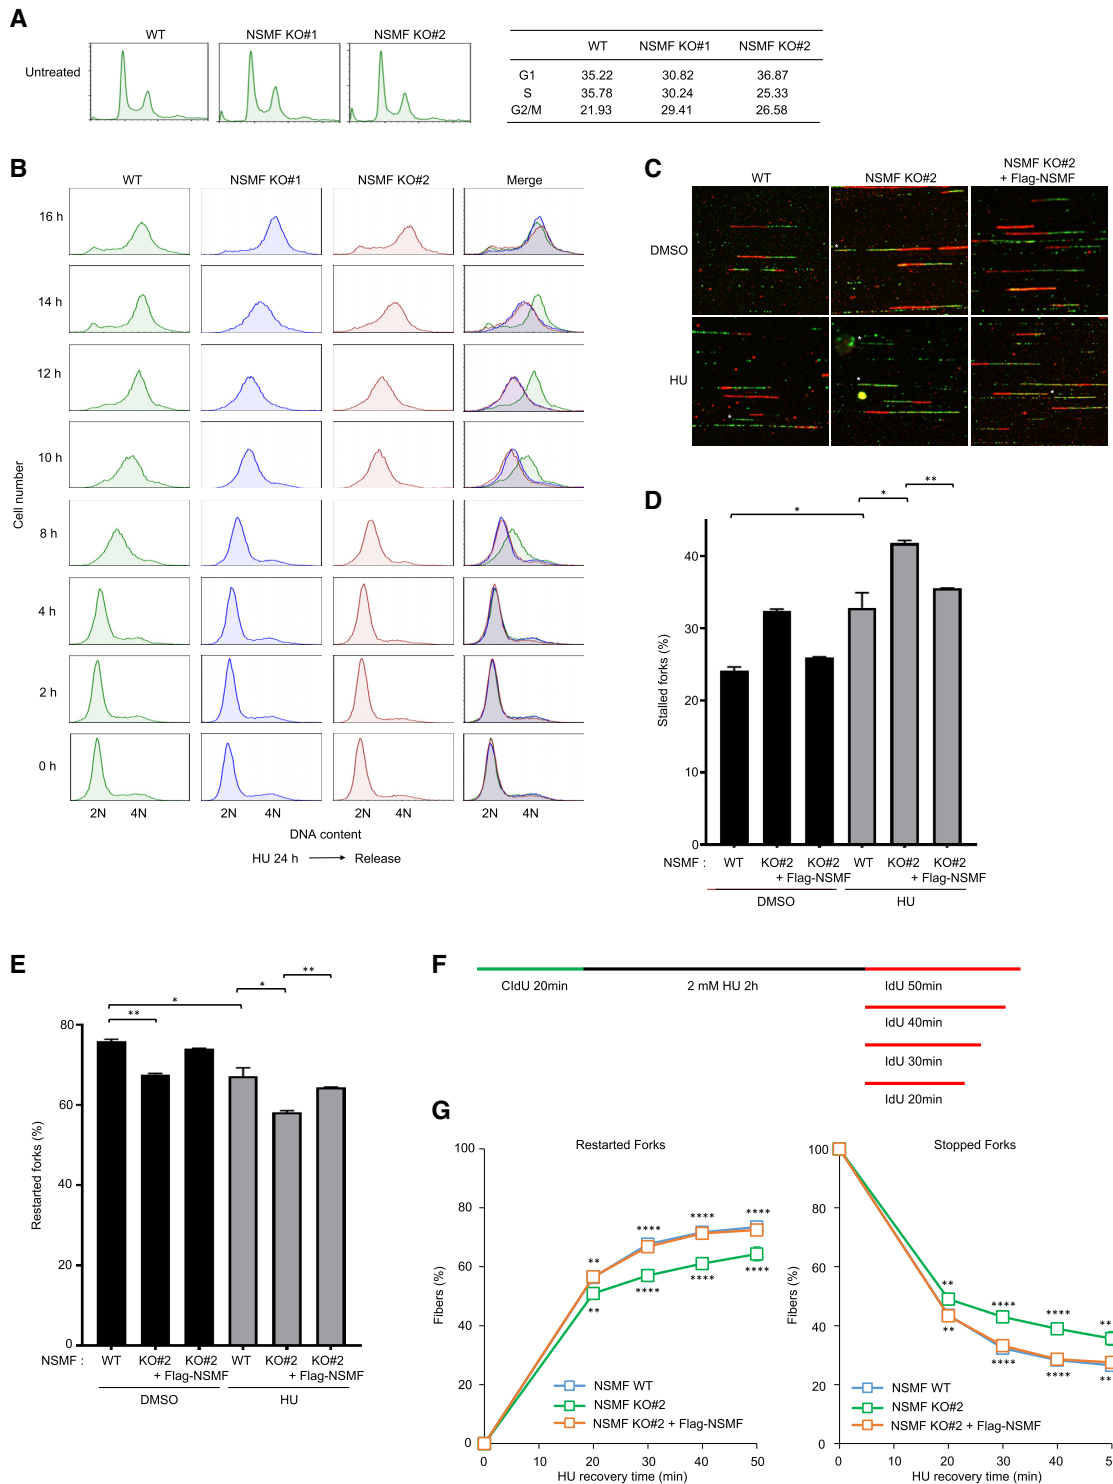 A
WT NSMF KO#1 NSMF KO#2
Untreated
WT NSMF KO#1 NSMF KO#2
G1 35.22 30.82 36.87
S 35.78 30.24 25.33
G2/M 21.93 29.41 26.58
B
WT NSMF KO#1 NSMF KO#2 Merge
16 h
14 h
12 h
10 h
8 h
4 h
2 h
0 h
Cell number
2N 4N 2N 4N 2N 4N 2N 4N
DNA content
HU 24 h → Release
C
WT NSMF KO#2 NSMF KO#2
+ Flag-NSMF
DMSO
*
HU
*
*
*
*
D
* * **
Stalled forks (%)
40
30
20
10
0
NSMF : WT KO#2 KO#2 WT KO#2 KO#2
+ Flag-NSMF + Flag-NSMF
DMSO HU
E
**
*
*
**
Restarted forks (%)
80
60
40
20
0
NSMF : WT KO#2 KO#2 WT KO#2 KO#2
+ Flag-NSMF + Flag-NSMF
DMSO HU
F
CldU 20min 2 mM HU 2h IdU 50min
IdU 40min
IdU 30min
IdU 20min
G
Restarted Forks
Fibers (%)
100
80
60
40
20
0
** **** **** ****
** **** **** ****
NSMF WT
NSMF KO#2
NSMF KO#2 + Flag-NSMF
0 10 20 30 40 50
HU recovery time (min)
Stopped Forks
Fibers (%)
100
80
60
40
20
0
** **** **** **
** **** **** **
NSMF WT
NSMF KO#2
NSMF KO#2 + Flag-NSMF
0 10 20 30 40 5
HU recovery time (min)